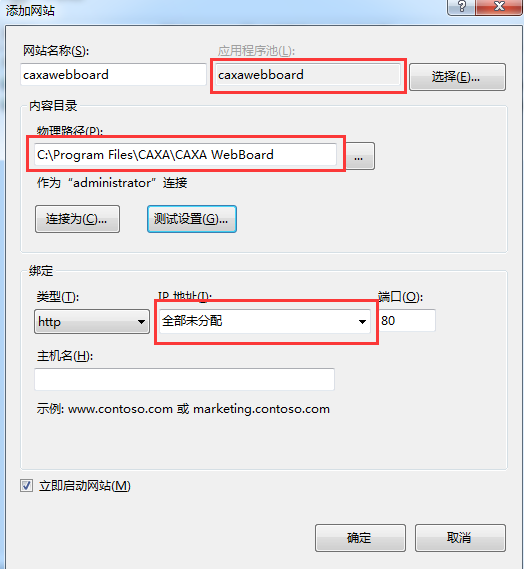 添加网站
网站名称(S):
应用程序池(L):
caxawebboard
caxawebboard
选择(E)...
内容目录
物理路径(P):
C:\Program Files\CAXA\CAXA WebBoard
...
作为“administrator”连接
连接为(C)...
测试设置(G)...
绑定
类型(T):
IP 地址(I):
端口(O):
http
全部未分配
80
主机名(H):
示例: www.contoso.com 或 marketing.contoso.com
立即启动网站(M)
确定
取消